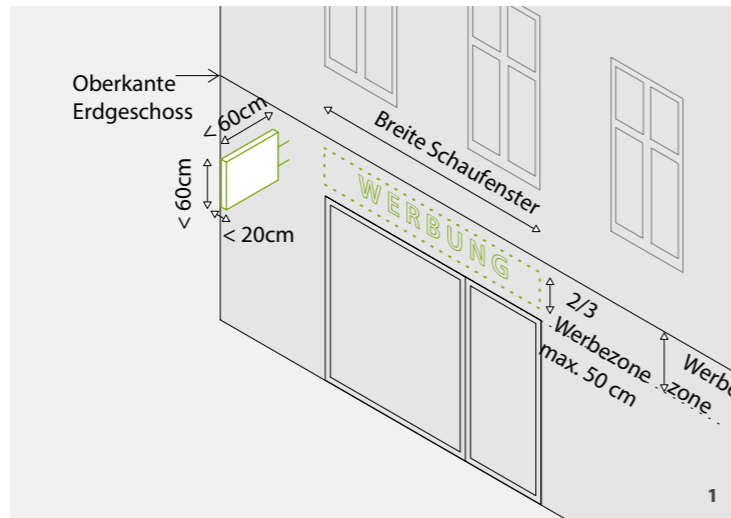 Oberkante
Erdgeschoss
< 60cm
< 60cm
< 20cm
Breite Schaufenster
WERBUNG
2/3
Werbezone
max. 50 cm
Werbe
zone
1